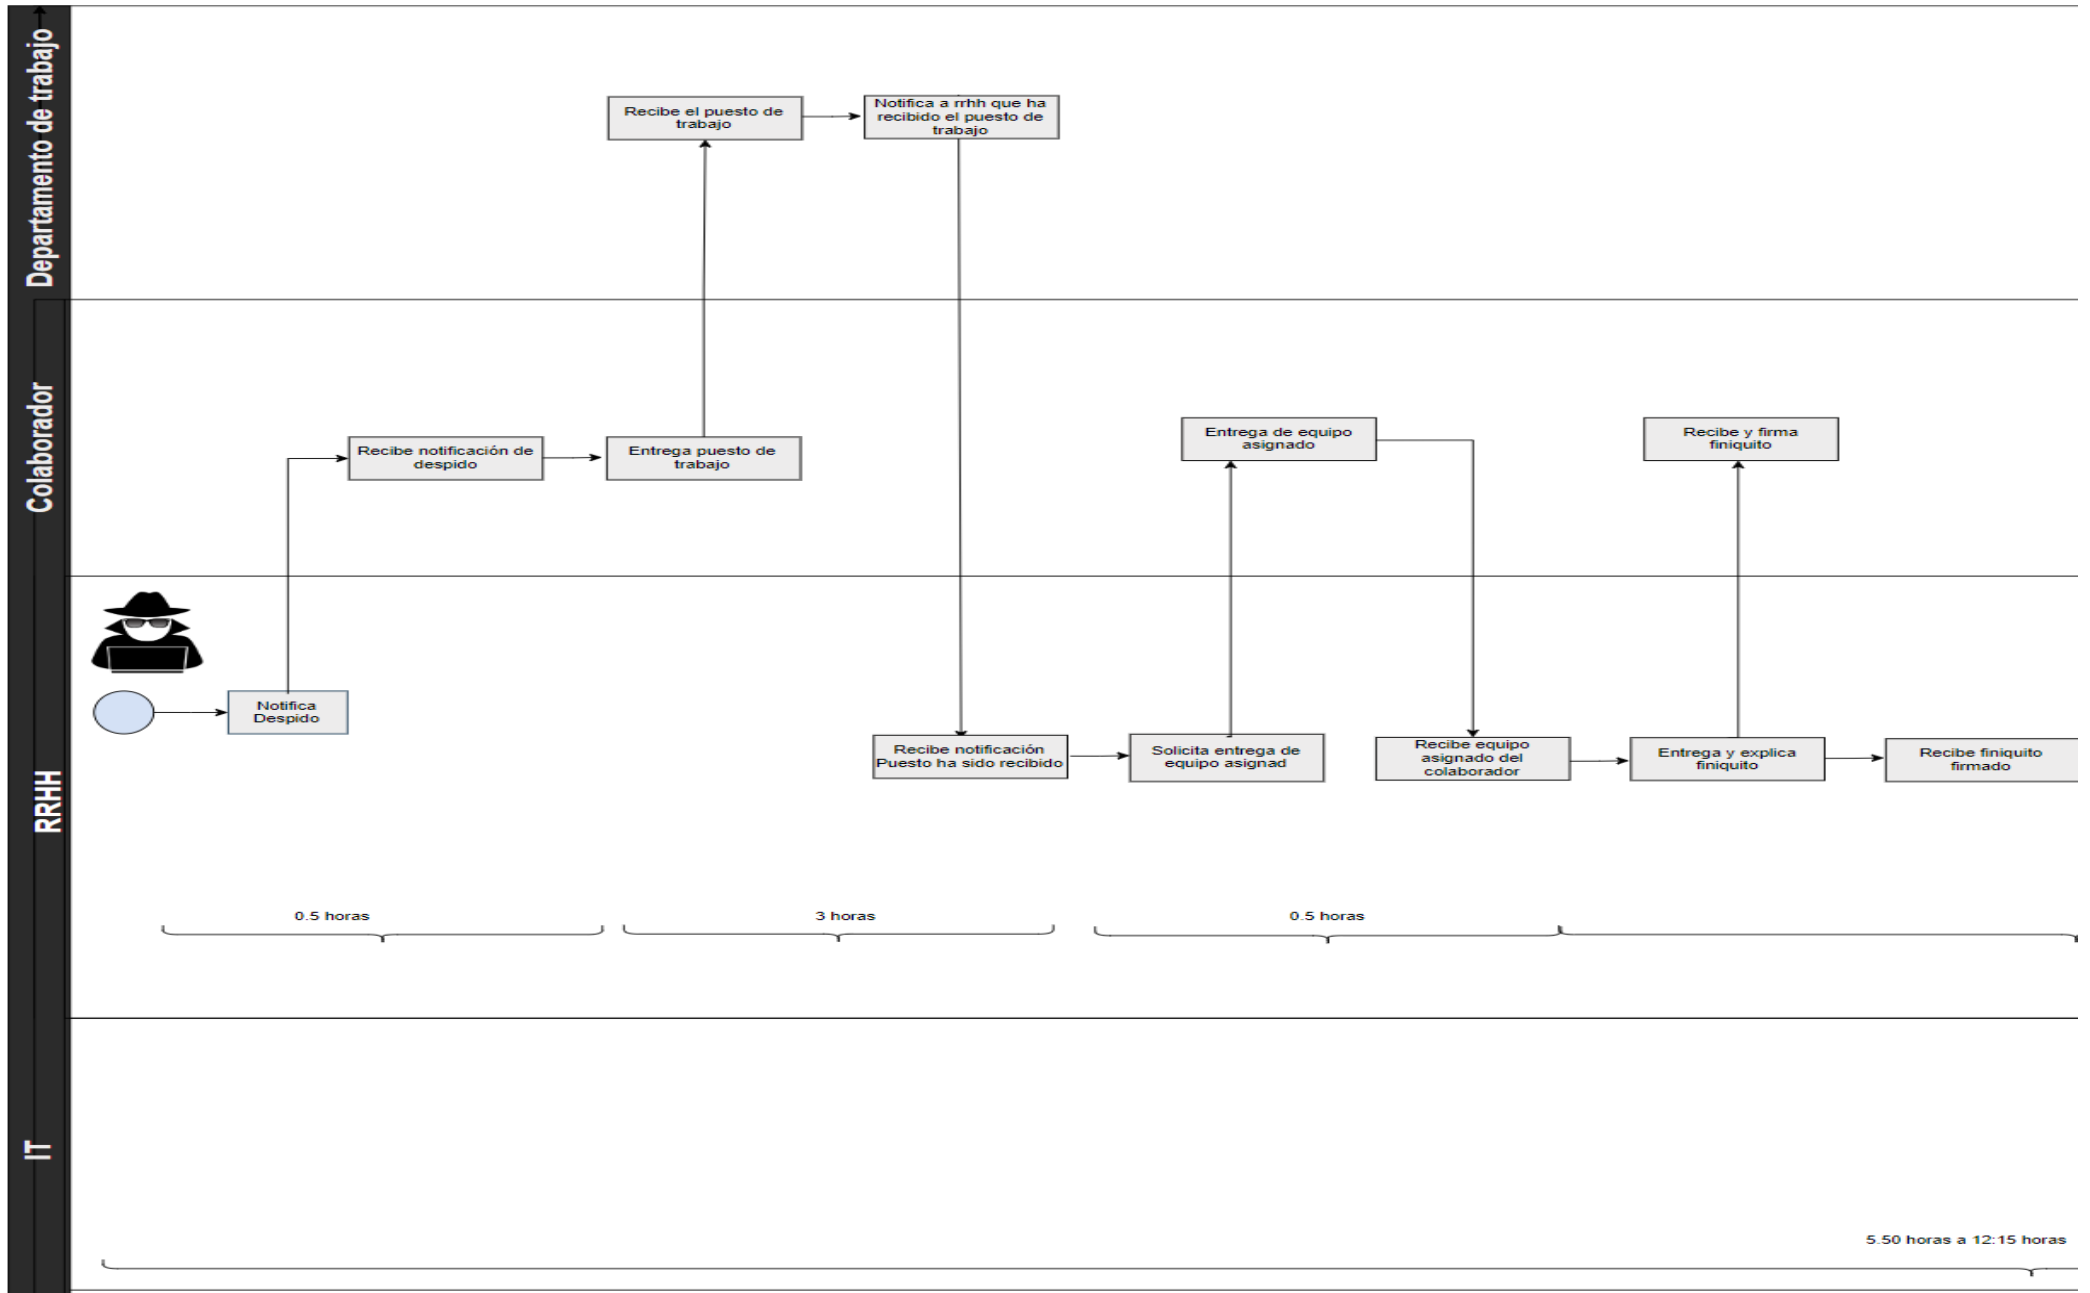 Departamento de trabajo
Recibe el puesto de
trabajo
Notifica a rrhh que ha
recibido el puesto de
trabajo
Colaborador
Recibe notificación de
despido
Entrega puesto de
trabajo
Entrega de equipo
asignado
Recibe y firma
finiquito
RRHH
Notifica
Despido
Recibe notificación
Puesto ha sido recibido
Solicita entrega de
equipo asignad
Recibe equipo
asignado del
colaborador
Entrega y explica
finiquito
Recibe finiquito
firmado
0.5 horas
3 horas
0.5 horas
IT
5.50 horas a 12:15 horas